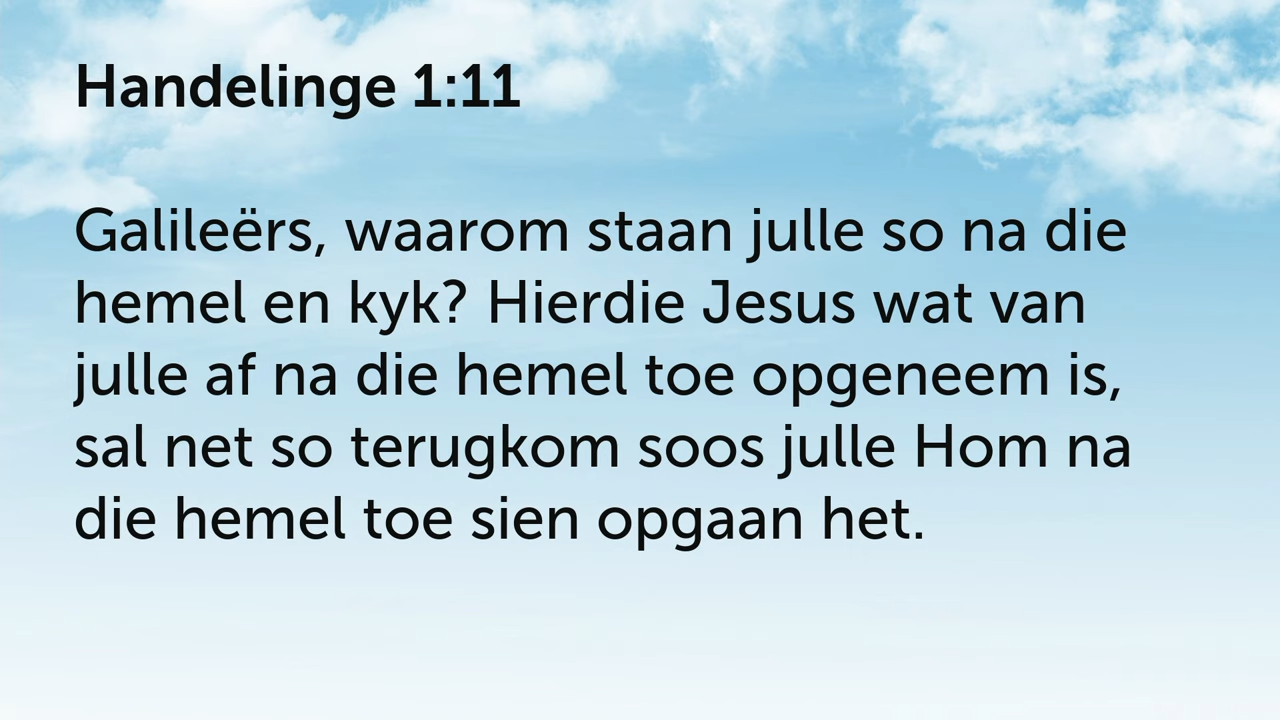 Handelinge 1:11
Galileërs, waarom staan julle so na die
hemel en kyk? Hierdie Jesus wat van
julle af na die hemel toe opgeneem is,
sal net so terugkom soos julle Hom na
die hemel toe sien opgaan het.